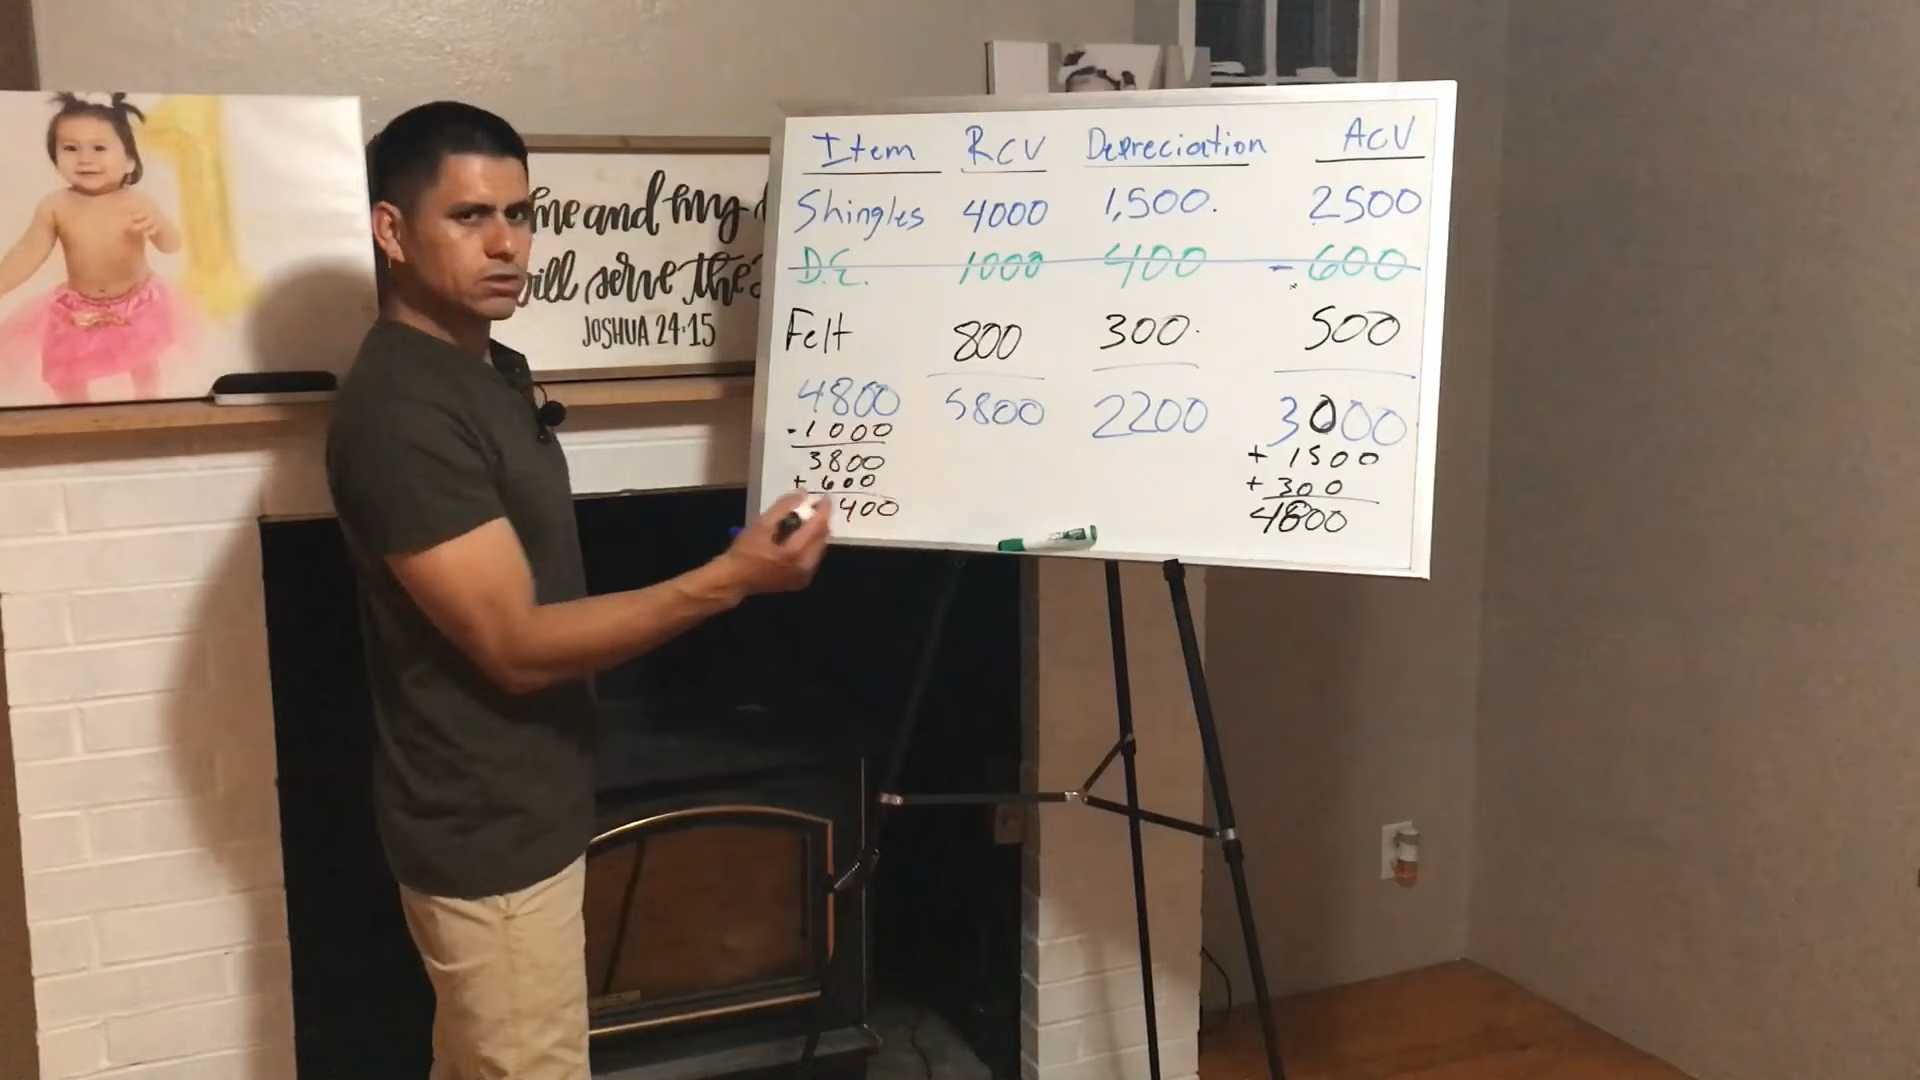 me and my
will serve the
JOSHUA 24:15
Item RCV Depreciation ACV
Shingles 4000 1,500. 2500
D.E. 1000 400 - 600
Felt 800 300. 500
4800 5800 2200 3000
- 1000 + 1500
3800 + 300
+ 600 4800
400